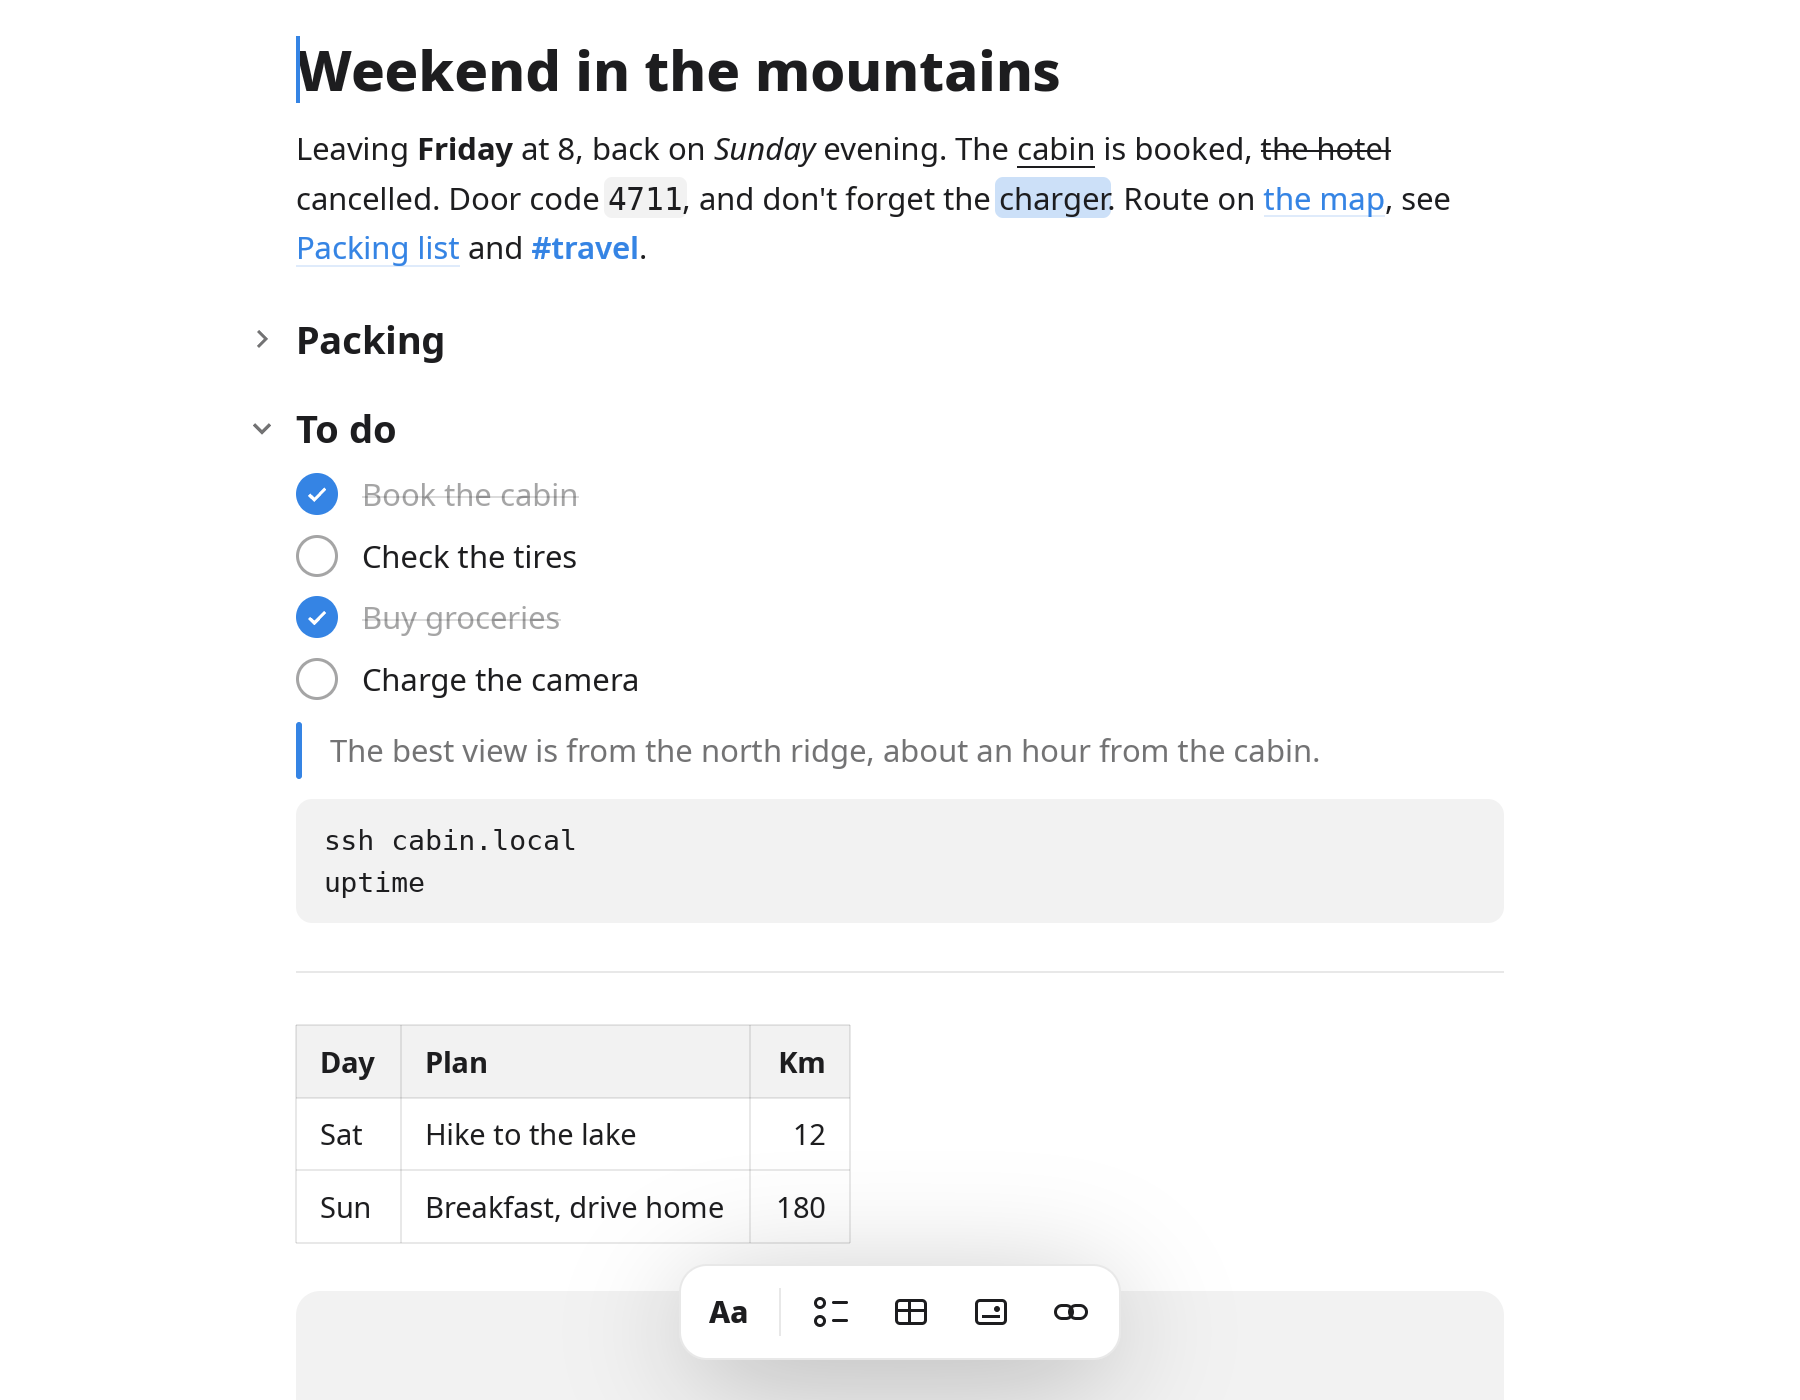 Weekend in the mountains
Leaving Friday at 8, back on Sunday evening. The cabin is booked, the hotel
cancelled. Door code 4711, and don't forget the charger. Route on the map, see
Packing list and #travel.
Packing
To do
Book the cabin
Check the tires
Buy groceries
Charge the camera
The best view is from the north ridge, about an hour from the cabin.
ssh cabin.local
uptime
Day Plan Km
Sat Hike to the lake 12
Sun Breakfast, drive home 180
Aa